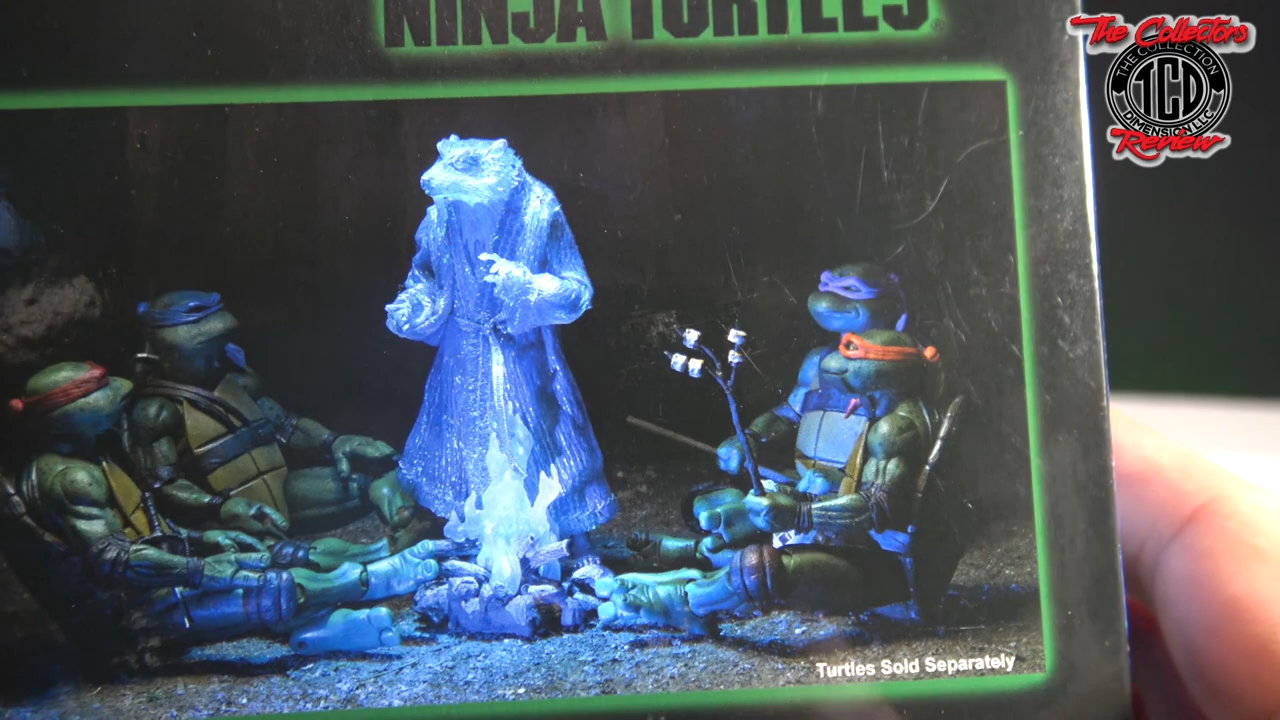 NINJA TURTLES
The Collectors
THE COLLECTION
TCD
DIMENSION LLC
Review
Turtles Sold Separately